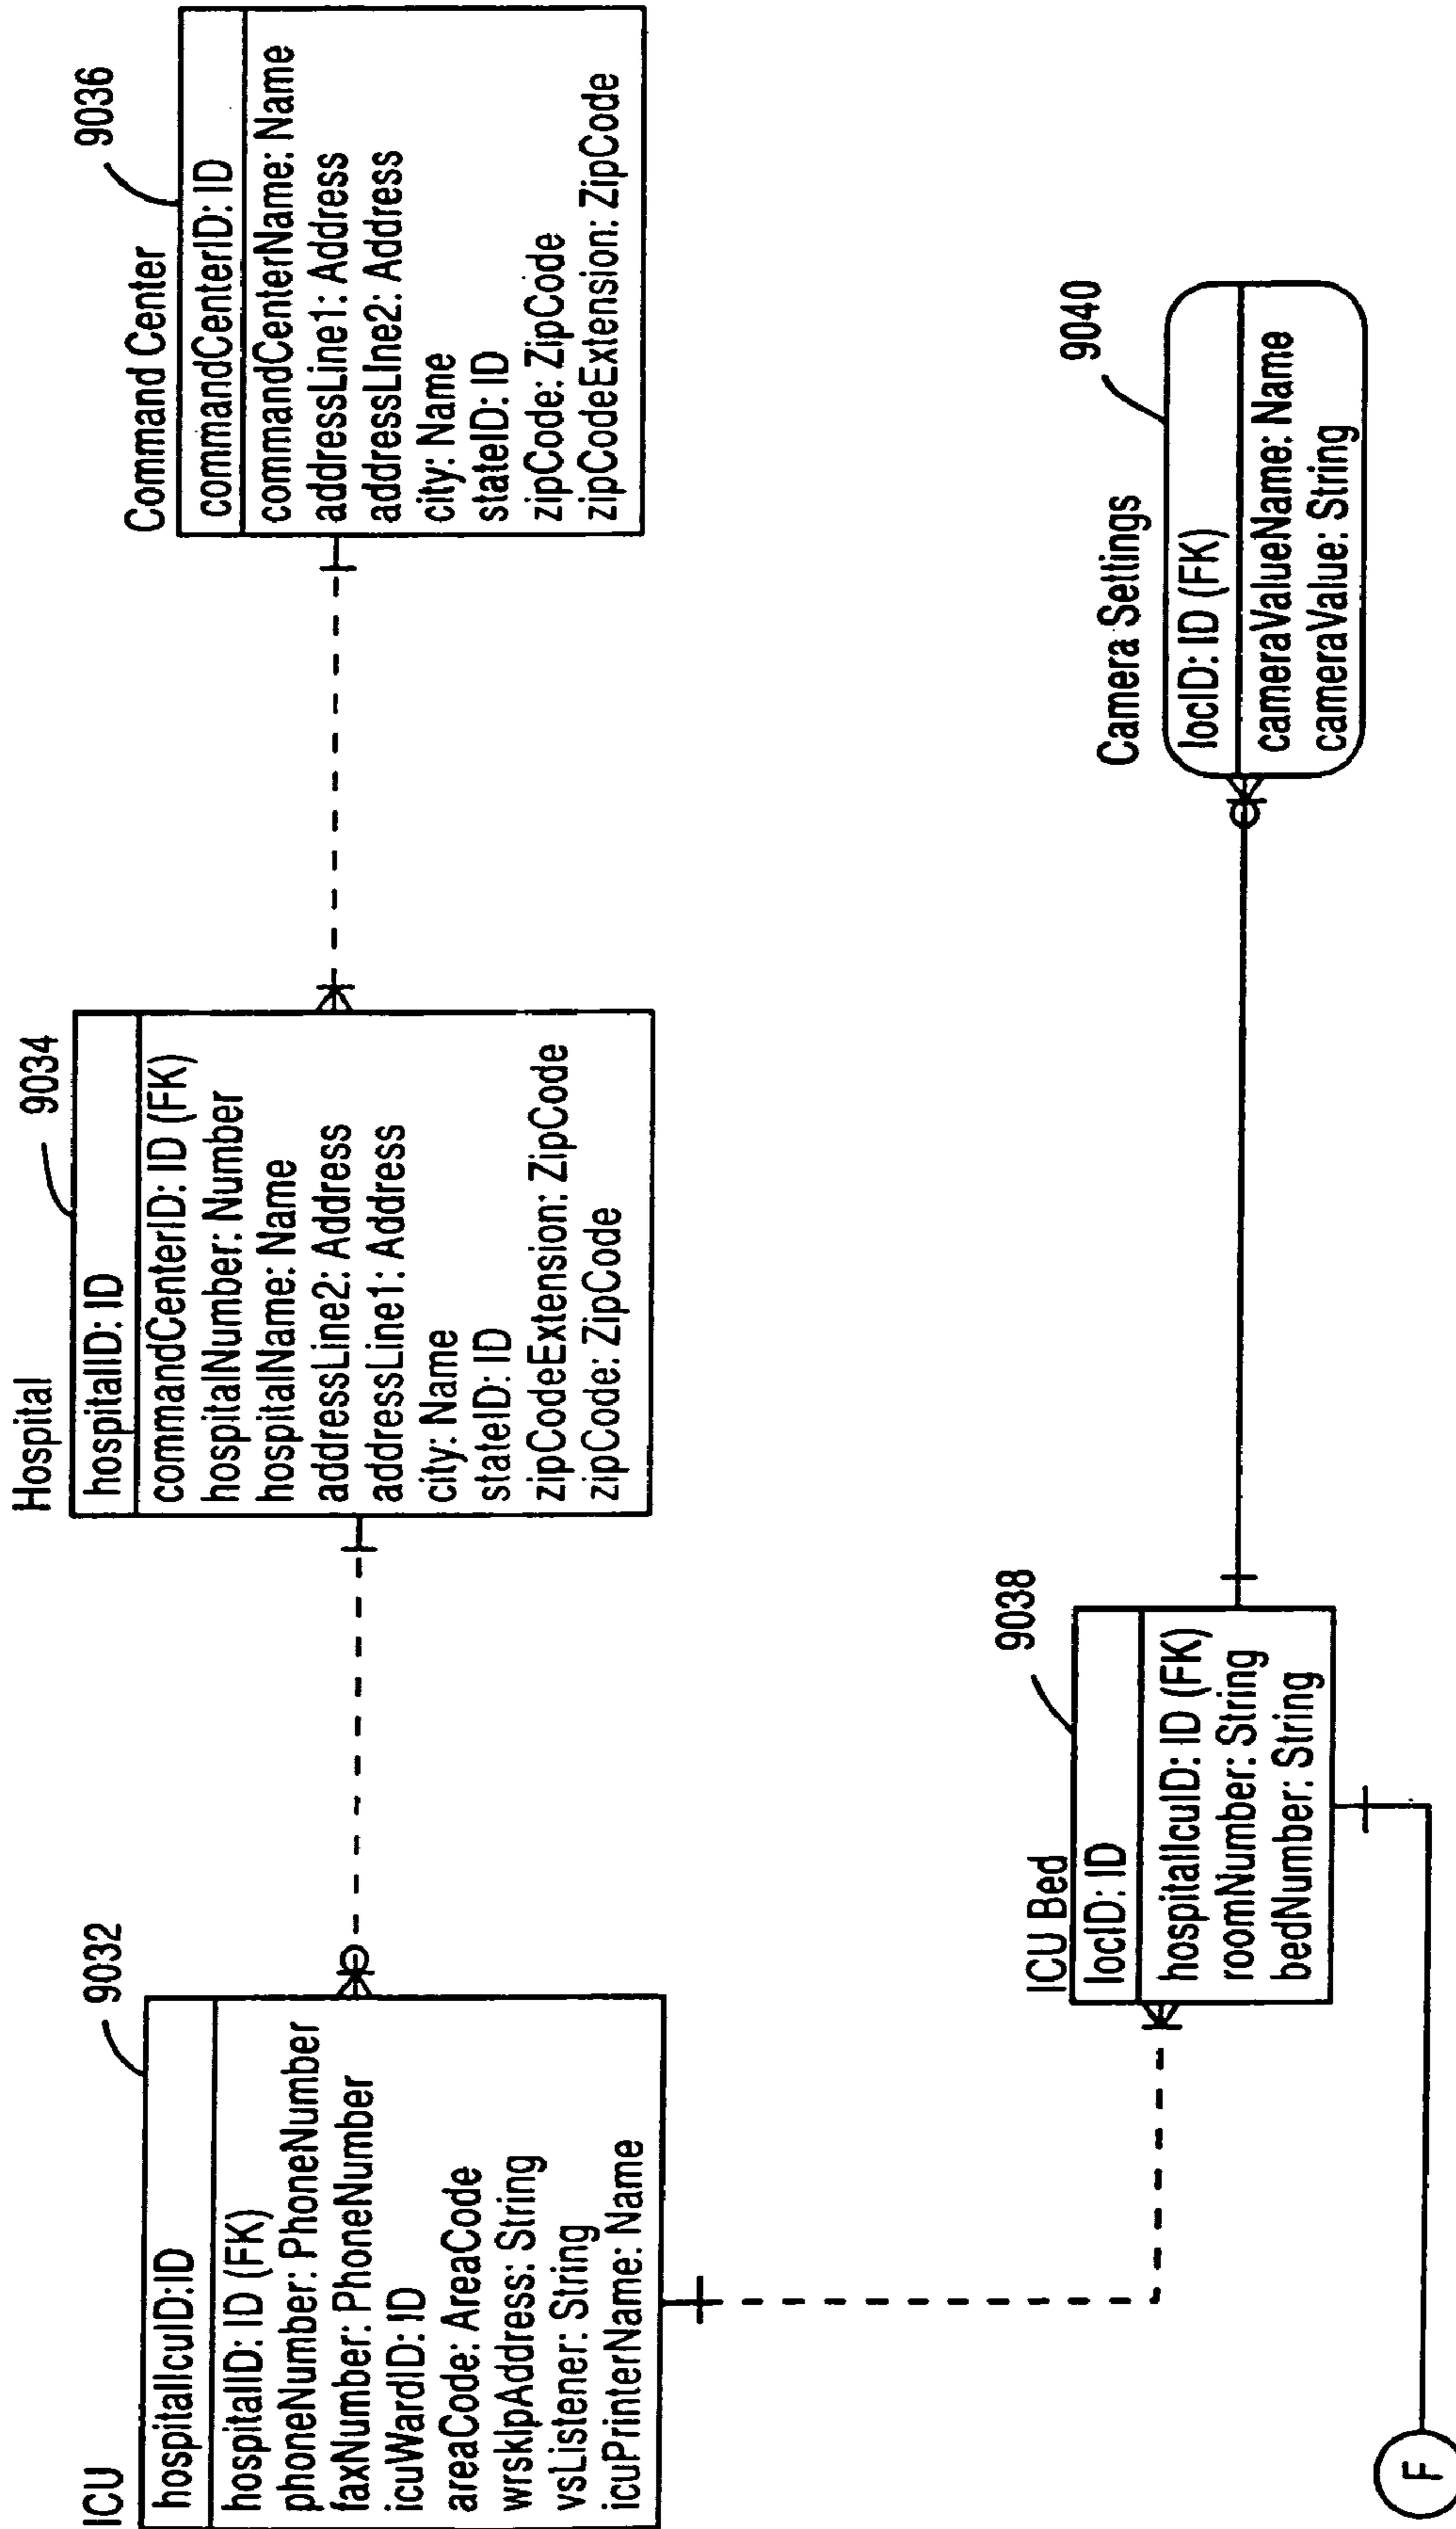 ICU
9032
hospitalIcuID:ID
hospitalID: ID (FK)
phoneNumber: PhoneNumber
faxNumber: PhoneNumber
icuWardID: ID
areaCode: AreaCode
wrskIpAddress: String
vsListener: String
icuPrinterName: Name
Hospital
9034
hospitalID: ID
commandCenterID: ID (FK)
hospitalNumber: Number
hospitalName: Name
addressLine2: Address
addressLine1: Address
city: Name
stateID: ID
zipCodeExtension: ZipCode
zipCode: ZipCode
Command Center
9036
commandCenterID: ID
commandCenterName: Name
addressLine1: Address
addressLIne2: Address
city: Name
stateID: ID
zipCode: ZipCode
zipCodeExtension: ZipCode
ICU Bed
9038
locID: ID
hospitalIcuID: ID (FK)
roomNumber: String
bedNumber: String
Camera Settings
9040
locID: ID (FK)
cameraValueName: Name
cameraValue: String
F